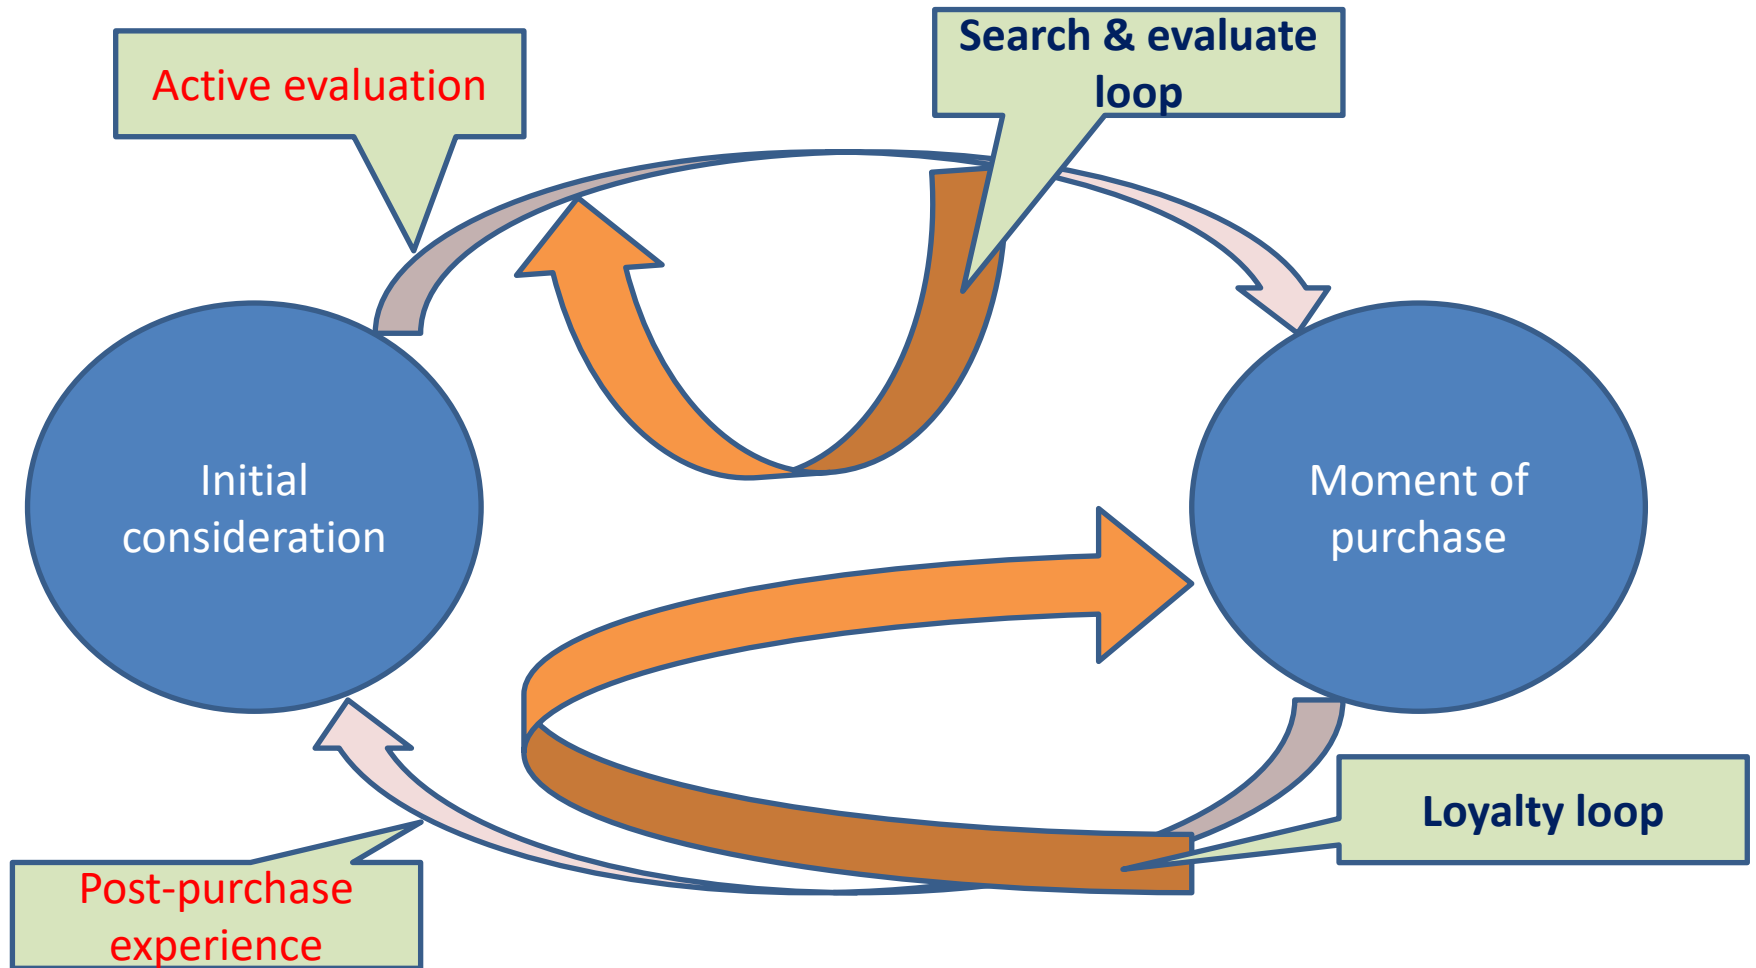 Active evaluation
Search & evaluate
loop
Initial
consideration
Moment of
purchase
Loyalty loop
Post-purchase
experience